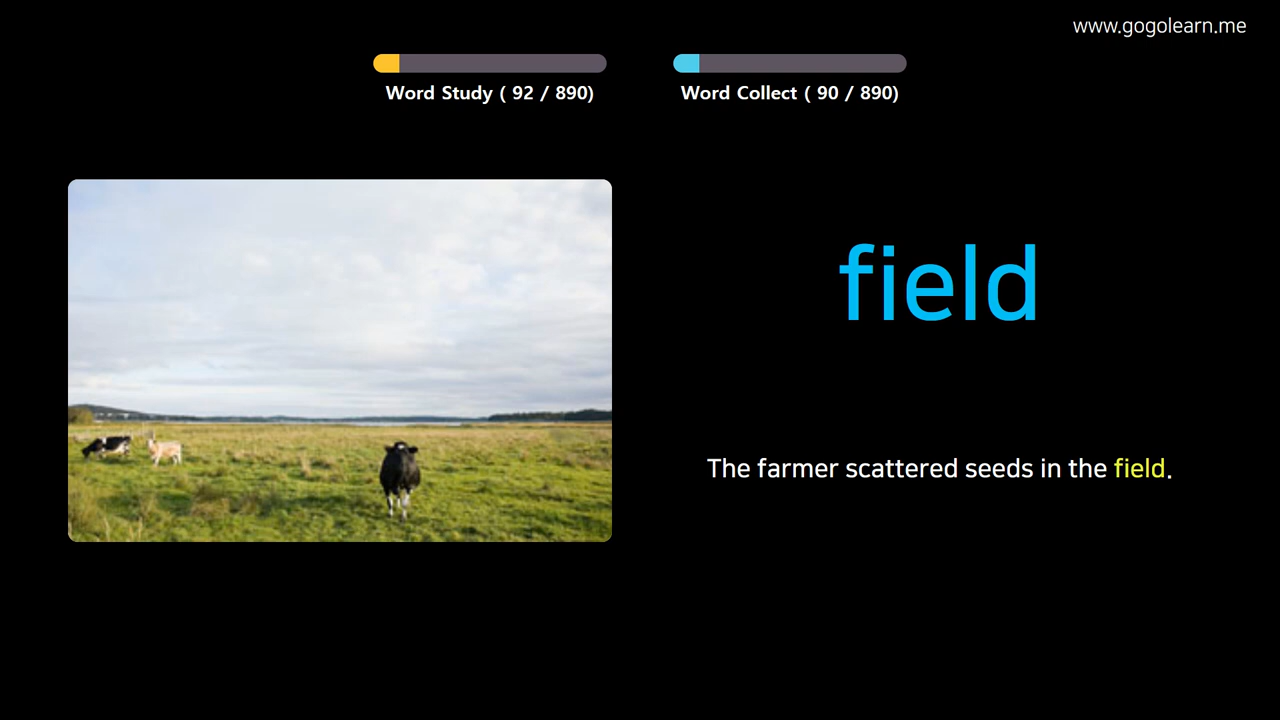 www.gogolearn.me
Word Study ( 92 / 890)
Word Collect ( 90 / 890)
field
The farmer scattered seeds in the field.